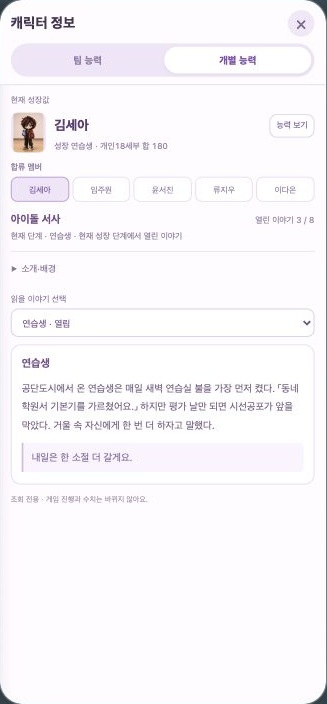 캐릭터 정보
×
팀 능력
개별 능력
현재 성장값
김세아
능력 보기
성장 연습생 · 개인18세부 합 180
합류 멤버
김세아
임주원
윤서진
류지우
이다온
아이돌 서사
열린 이야기 3 / 8
현재 단계 · 연습생 · 현재 성장 단계에서 열린 이야기
▶ 소개·배경
읽을 이야기 선택
연습생 · 열림
연습생
공단도시에서 온 연습생은 매일 새벽 연습실 불을 가장 먼저 켰다. 「동네
학원서 기본기를 가르쳤어요.」 하지만 평가 날만 되면 시선공포가 앞을
막았다. 거울 속 자신에게 한 번 더 하자고 말했다.
내일은 한 소절 더 갈게요.
조회 전용 · 게임 진행과 수치는 바뀌지 않아요.